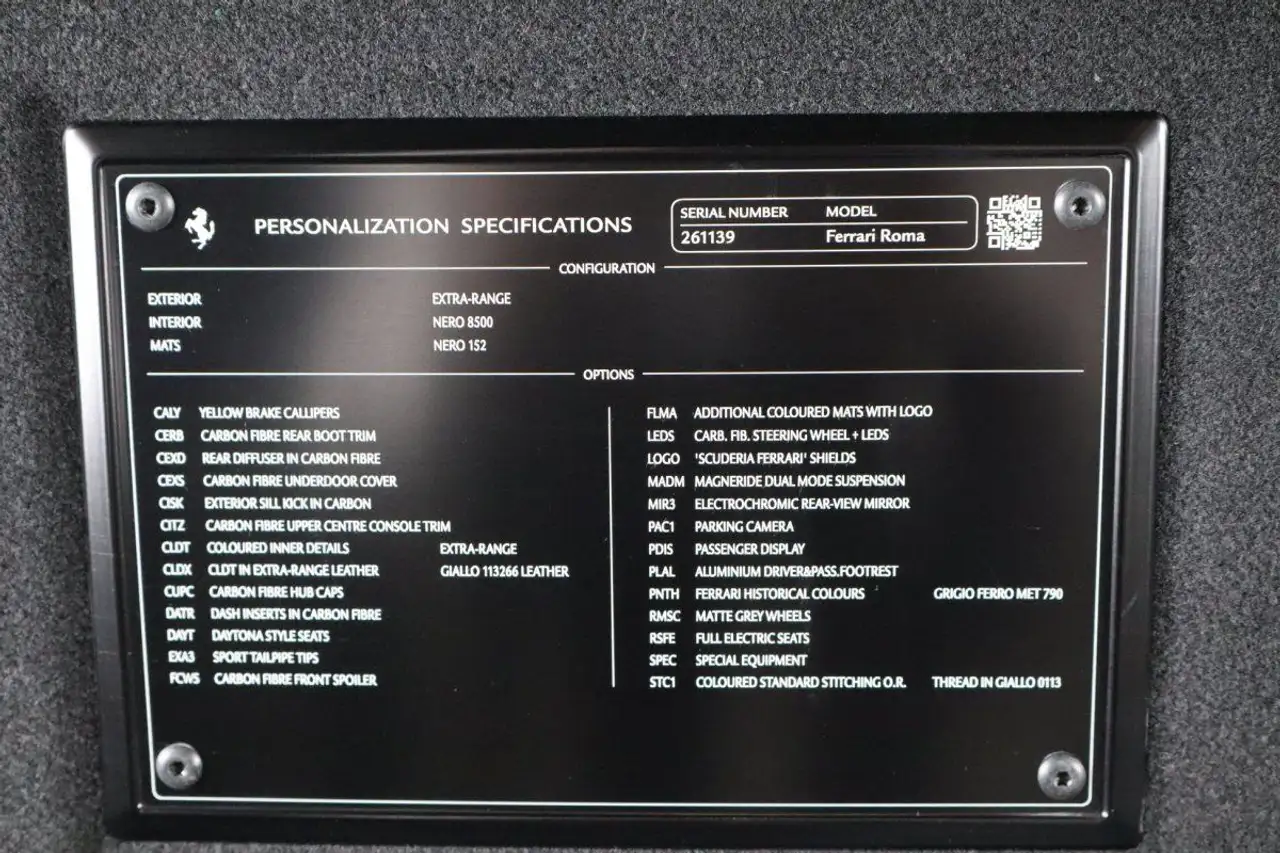 PERSONALIZATION SPECIFICATIONS
SERIAL NUMBER MODEL
261139 Ferrari Roma
CONFIGURATION
EXTERIOR EXTRA-RANGE
INTERIOR NERO 8500
MATS NERO 152
OPTIONS
CALY YELLOW BRAKE CALLIPERS
CERB CARBON FIBRE REAR BOOT TRIM
CEXD REAR DIFFUSER IN CARBON FIBRE
CEXS CARBON FIBRE UNDERDOOR COVER
CISK EXTERIOR SILL KICK IN CARBON
CITZ CARBON FIBRE UPPER CENTRE CONSOLE TRIM
CLDT COLOURED INNER DETAILS EXTRA-RANGE
CLDX CLDT IN EXTRA-RANGE LEATHER GIALLO 113266 LEATHER
CUPC CARBON FIBRE HUB CAPS
DATR DASH INSERTS IN CARBON FIBRE
DAYT DAYTONA STYLE SEATS
EXA3 SPORT TAILPIPE TIPS
FCWS CARBON FIBRE FRONT SPOILER
FLMA ADDITIONAL COLOURED MATS WITH LOGO
LEDS CARB. FIB. STEERING WHEEL + LEDS
LOGO 'SCUDERIA FERRARI' SHIELDS
MADM MAGNERIDE DUAL MODE SUSPENSION
MIR3 ELECTROCHROMIC REAR-VIEW MIRROR
PAC1 PARKING CAMERA
PDIS PASSENGER DISPLAY
PLAL ALUMINIUM DRIVER&PASS.FOOTREST
PNTH FERRARI HISTORICAL COLOURS GRIGIO FERRO MET 790
RMSC MATTE GREY WHEELS
RSFE FULL ELECTRIC SEATS
SPEC SPECIAL EQUIPMENT
STC1 COLOURED STANDARD STITCHING O.R. THREAD IN GIALLO 0113